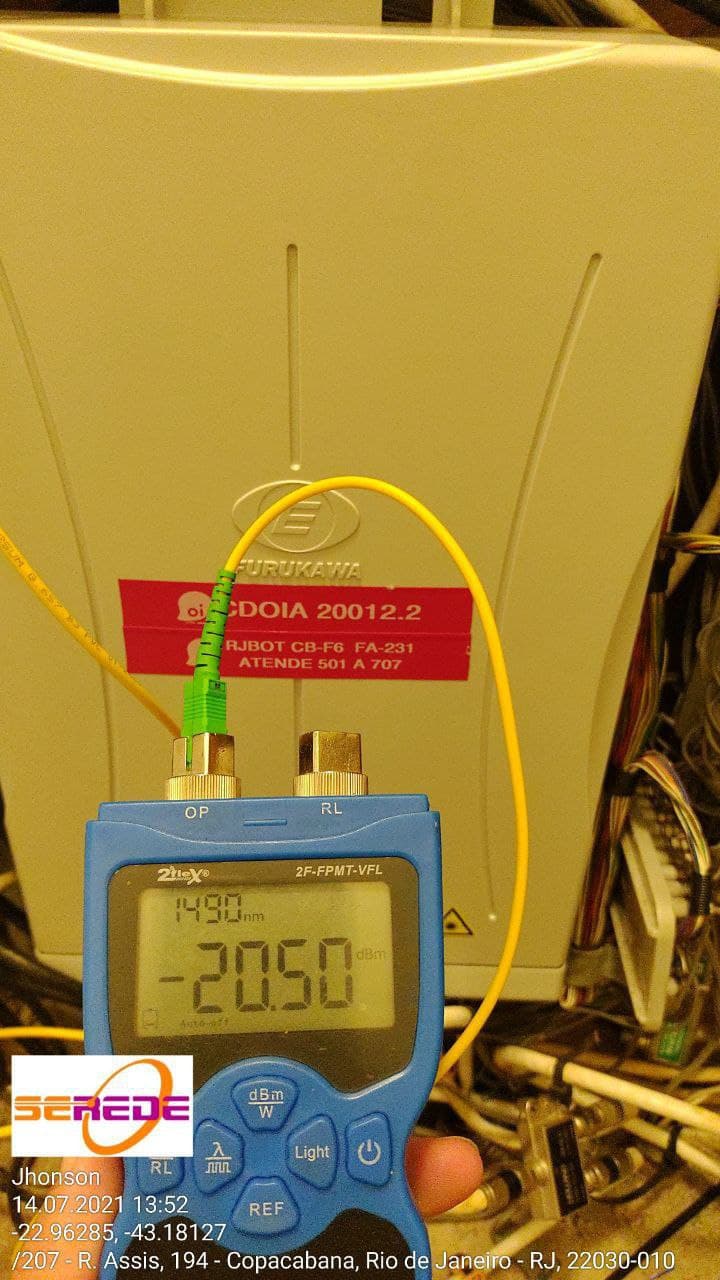 FURUKAWA
oi CDOIA 20012.2
RJBOT CB-F6 FA-231
ATENDE 501 A 707
OP
RL
2flex®
2F-FPMT-VFL
1490nm
-20.50 dBm
Auto-off
dBm
W
RL
λ
Light
REF
SEREDE
Jhonson
14.07.2021 13:52
-22.96285, -43.18127
/207 - R. Assis, 194 - Copacabana, Rio de Janeiro - RJ, 22030-010